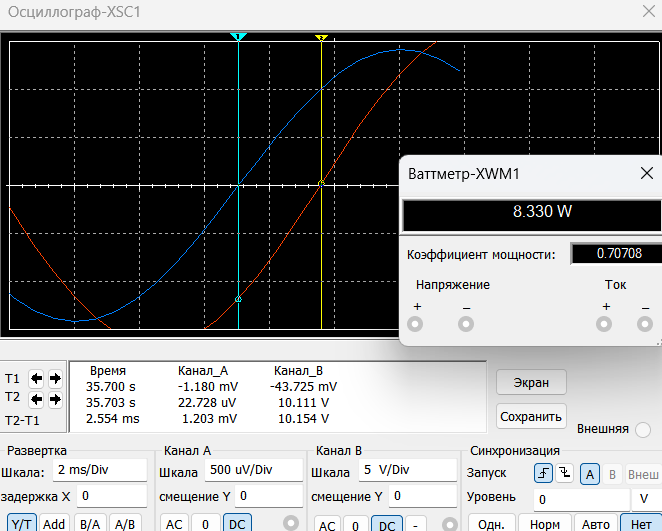 Осциллограф-XSC1
1
2
Ваттметр-XWM1
8.330 W
Коэффициент мощности: 0.70708
Напряжение Ток
+ − + −
Время Канал_A Канал_B
T1 35.700 s -1.180 mV -43.725 mV
T2 35.703 s 22.728 uV 10.111 V
T2-T1 2.554 ms 1.203 mV 10.154 V
Экран
Сохранить
Внешняя
Развертка Канал A Канал B Синхронизация
Шкала: 2 ms/Div Шкала 500 uV/Div Шкала 5 V/Div Запуск A B Внеш
задержка X 0 смещение Y 0 смещение Y 0 Уровень 0 V
Y/T Add B/A A/B AC 0 DC AC 0 DC - Одн. Норм Авто Нет